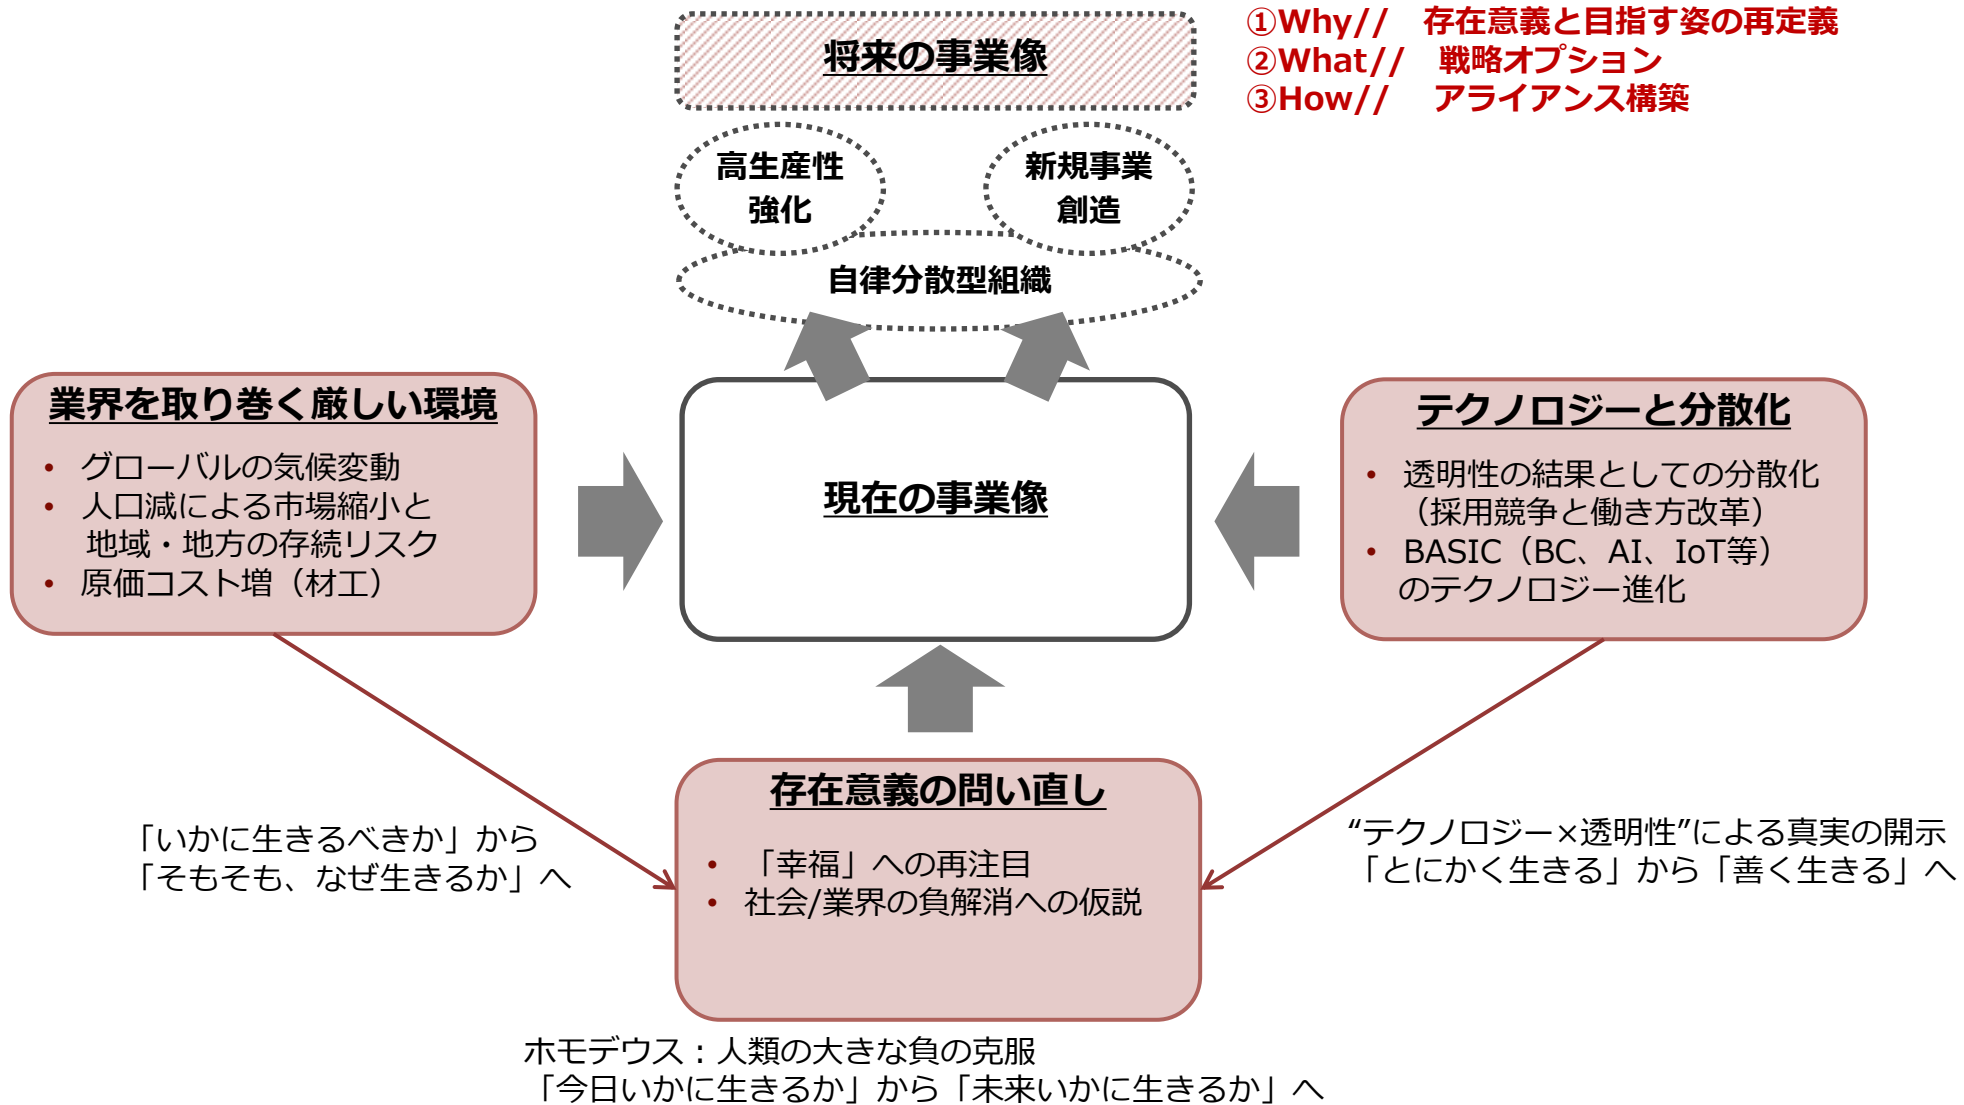 将来の事業像
①Why//　存在意義と目指す姿の再定義
②What//　戦略オプション
③How//　アライアンス構築
高生産性
強化
新規事業
創造
自律分散型組織
業界を取り巻く厳しい環境
• グローバルの気候変動
• 人口減による市場縮小と
地域・地方の存続リスク
• 原価コスト増（材工）
現在の事業像
テクノロジーと分散化
• 透明性の結果としての分散化
（採用競争と働き方改革）
• BASIC（BC、AI、IoT等）
のテクノロジー進化
「いかに生きるべきか」から
「そもそも、なぜ生きるか」へ
存在意義の問い直し
• 「幸福」への再注目
• 社会/業界の負解消への仮説
“テクノロジー×透明性”による真実の開示
「とにかく生きる」から「善く生きる」へ
ホモデウス：人類の大きな負の克服
「今日いかに生きるか」から「未来いかに生きるか」へ